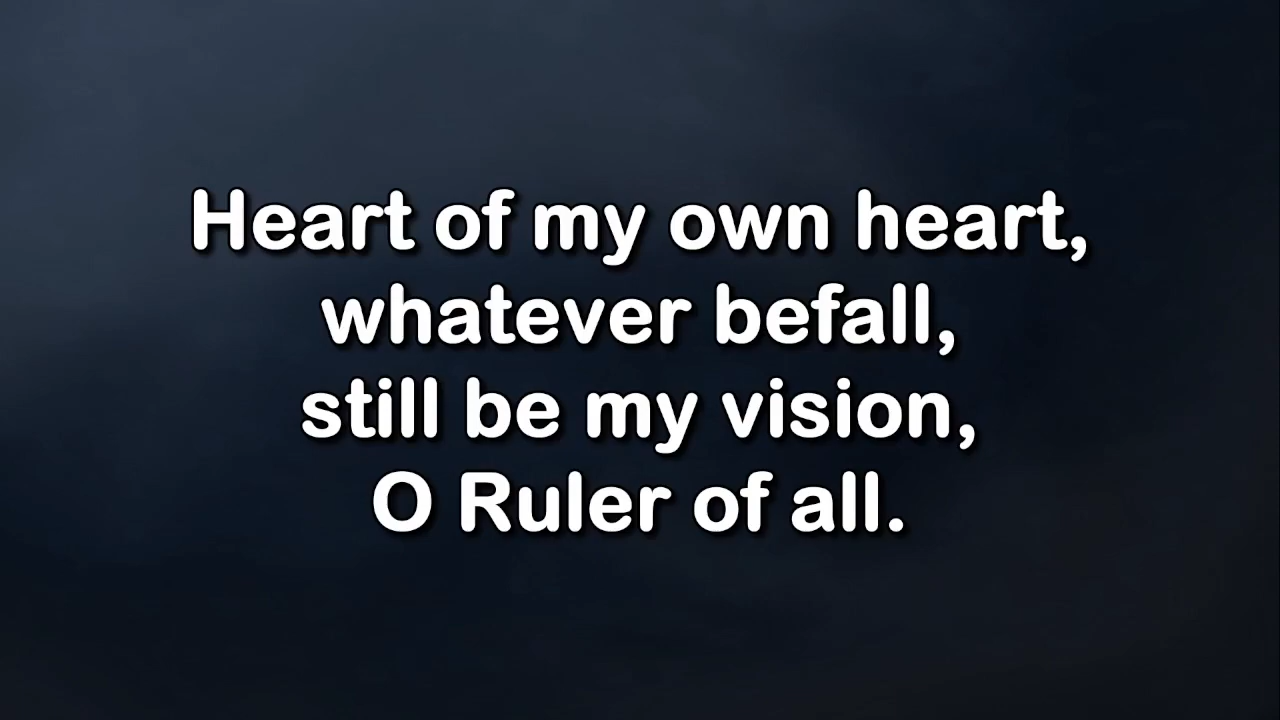 Heart of my own heart,
whatever befall,
still be my vision,
O Ruler of all.